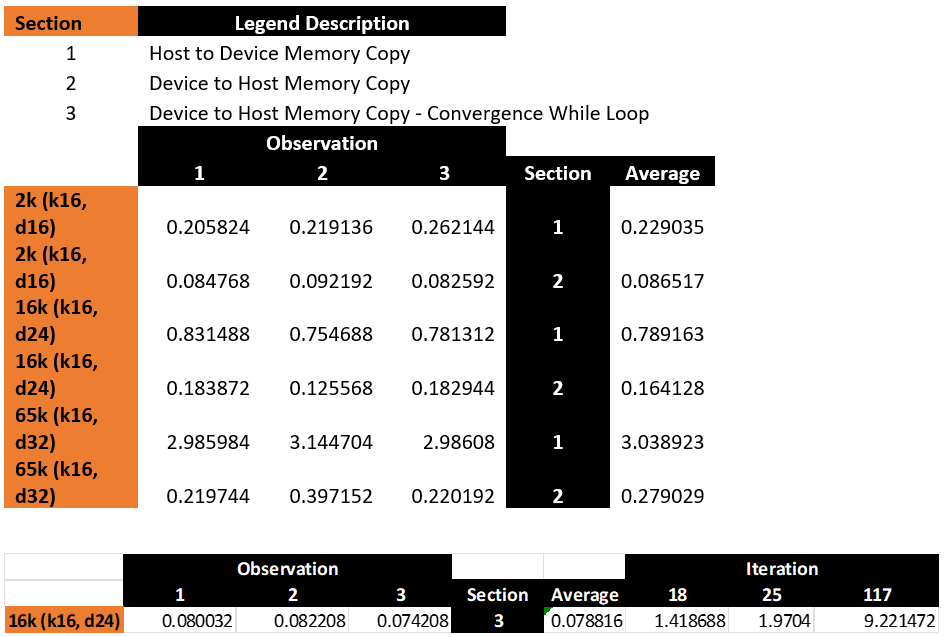 Section Legend Description
1 Host to Device Memory Copy
2 Device to Host Memory Copy
3 Device to Host Memory Copy - Convergence While Loop
Observation
1 2 3 Section Average
2k (k16,
d16) 0.205824 0.219136 0.262144 1 0.229035
2k (k16,
d16) 0.084768 0.092192 0.082592 2 0.086517
16k (k16,
d24) 0.831488 0.754688 0.781312 1 0.789163
16k (k16,
d24) 0.183872 0.125568 0.182944 2 0.164128
65k (k16,
d32) 2.985984 3.144704 2.98608 1 3.038923
65k (k16,
d32) 0.219744 0.397152 0.220192 2 0.279029
Observation Iteration
1 2 3 Section Average 18 25 117
16k (k16, d24) 0.080032 0.082208 0.074208 3 0.078816 1.418688 1.9704 9.221472